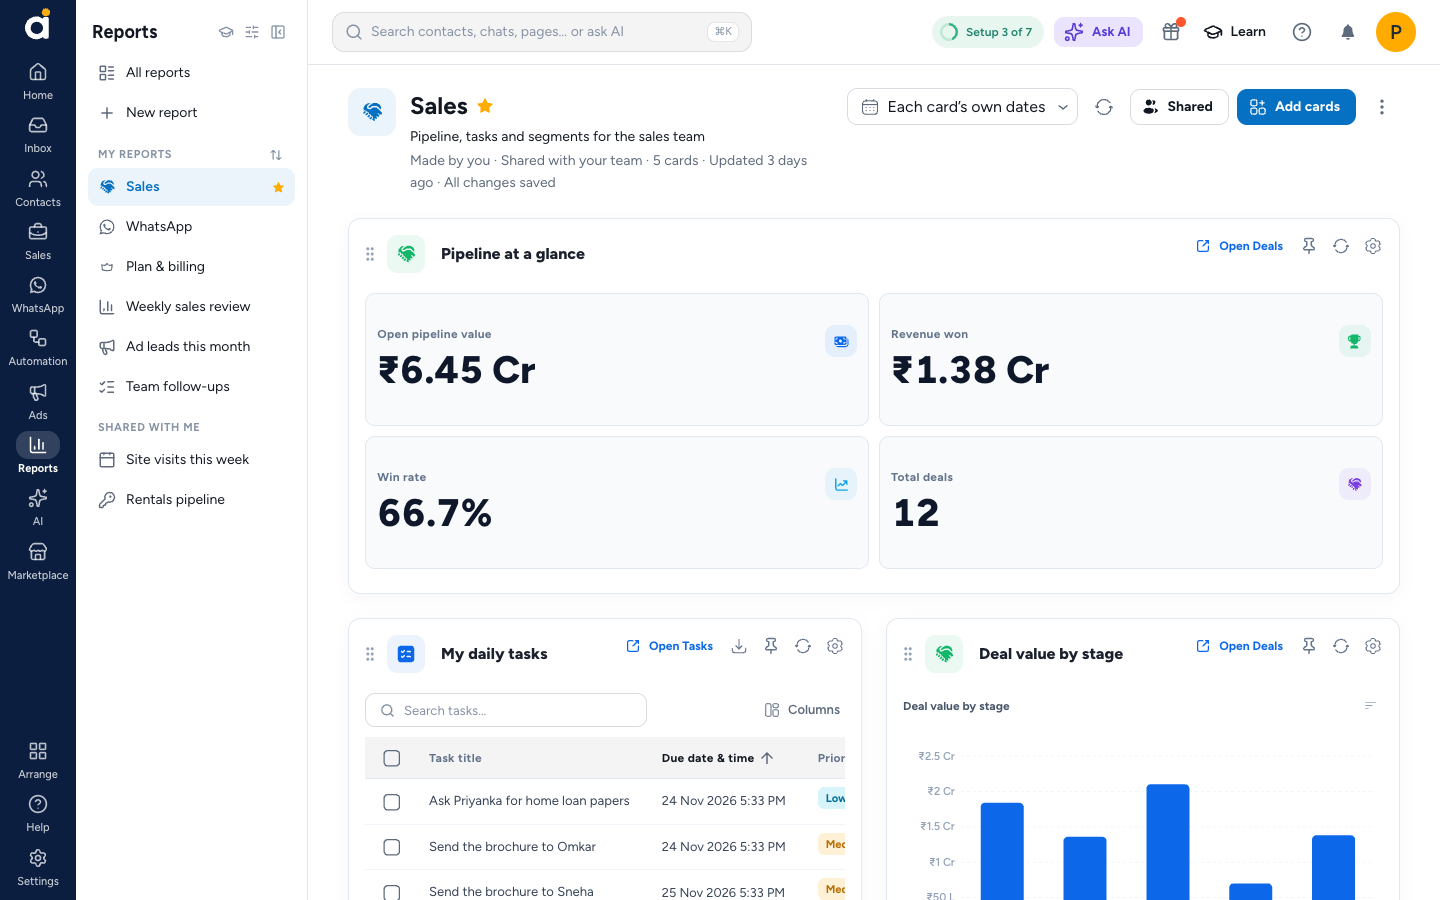 Reports
Search contacts, chats, pages... or ask AI
⌘K
Setup 3 of 7
Ask AI
Learn
P
Home
Inbox
Contacts
Sales
WhatsApp
Automation
Ads
Reports
AI
Marketplace
Arrange
Help
Settings
All reports
New report
MY REPORTS
Sales
WhatsApp
Plan & billing
Weekly sales review
Ad leads this month
Team follow-ups
SHARED WITH ME
Site visits this week
Rentals pipeline
Sales
Pipeline, tasks and segments for the sales team
Made by you · Shared with your team · 5 cards · Updated 3 days
ago · All changes saved
Each card's own dates
Shared
Add cards
Pipeline at a glance
Open Deals
Open pipeline value
₹6.45 Cr
Revenue won
₹1.38 Cr
Win rate
66.7%
Total deals
12
My daily tasks
Open Tasks
Search tasks...
Columns
Task title
Due date & time
Prior
Ask Priyanka for home loan papers
24 Nov 2026 5:33 PM
Low
Send the brochure to Omkar
24 Nov 2026 5:33 PM
Med
Send the brochure to Sneha
25 Nov 2026 5:33 PM
Med
Deal value by stage
Open Deals
Deal value by stage
₹2.5 Cr
₹2 Cr
₹1.5 Cr
₹1 Cr
₹50 L